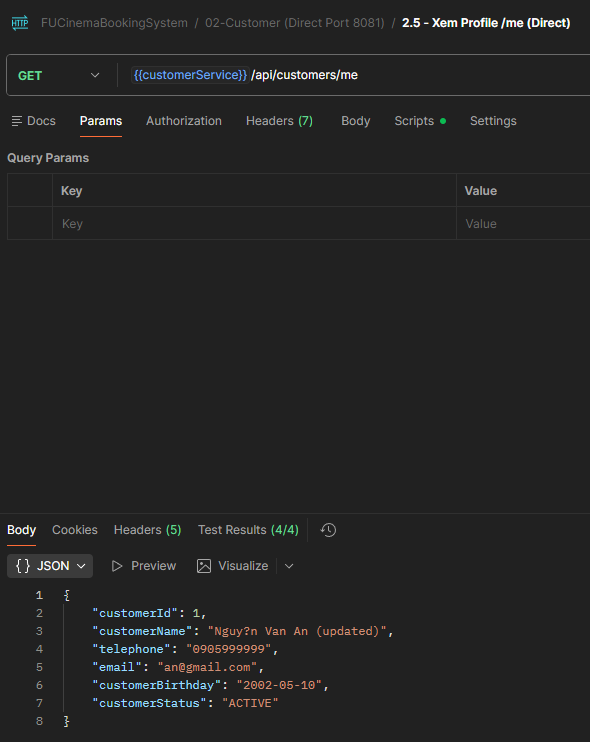 HTTP FUCinemaBookingSystem / 02-Customer (Direct Port 8081) / 2.5 - Xem Profile /me (Direct)
GET {{customerService}} /api/customers/me
Docs Params Authorization Headers (7) Body Scripts Settings
Query Params
Key Value
Key Value
Body Cookies Headers (5) Test Results (4/4)
{} JSON Preview Visualize
1 {
2 "customerId": 1,
3 "customerName": "Nguy?n Van An (updated)",
4 "telephone": "0905999999",
5 "email": "an@gmail.com",
6 "customerBirthday": "2002-05-10",
7 "customerStatus": "ACTIVE"
8 }